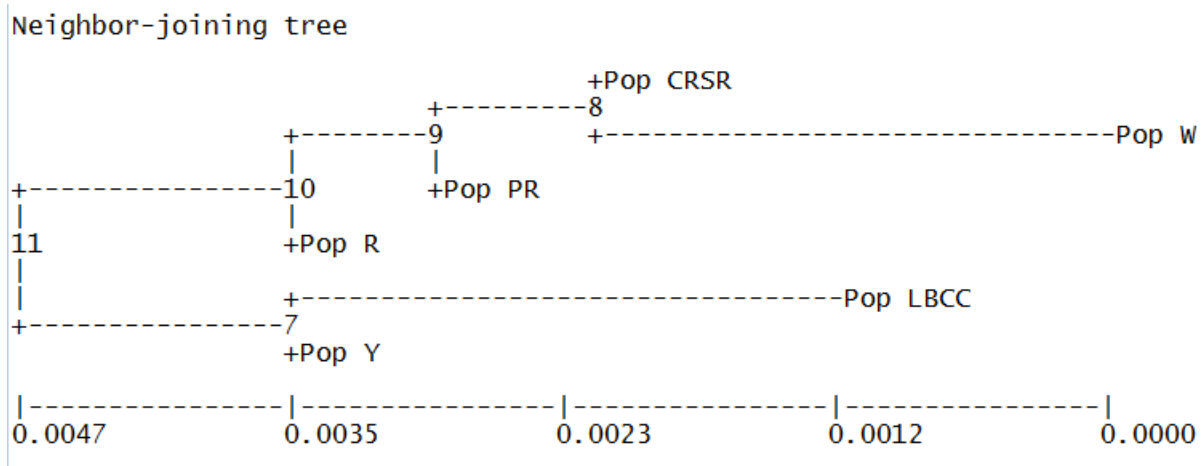 Neighbor-joining tree
+Pop CRSR
+---------8
+--------9 +--------------------------------Pop W
| |
+----------------10 +Pop PR
| |
11 +Pop R
|
| +----------------------------------Pop LBCC
+----------------7
+Pop Y
|----------------|----------------|----------------|----------------|
0.0047 0.0035 0.0023 0.0012 0.0000